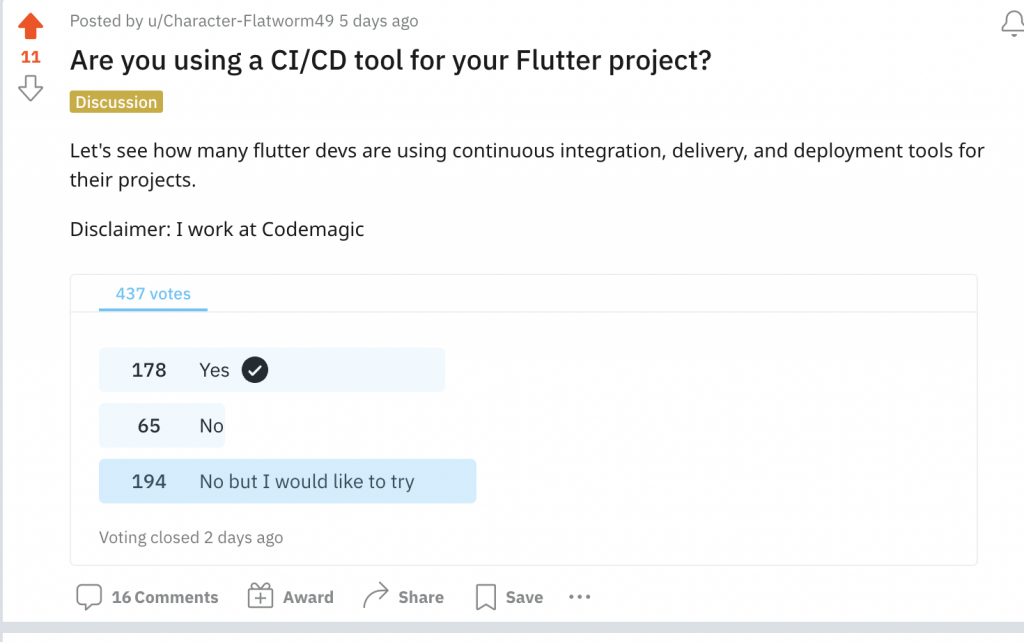 Posted by u/Character-Flatworm49 5 days ago
11
Are you using a CI/CD tool for your Flutter project?
Discussion
Let's see how many flutter devs are using continuous integration, delivery, and deployment tools for
their projects.
Disclaimer: I work at Codemagic
437 votes
178 Yes
65 No
194 No but I would like to try
Voting closed 2 days ago
16 Comments Award Share Save